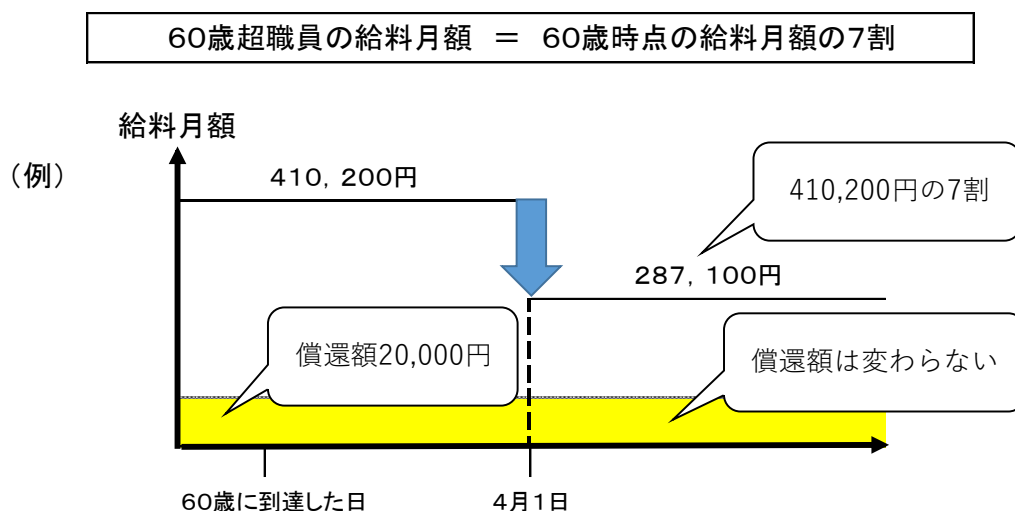 60歳超職員の給料月額 ＝ 60歳時点の給料月額の7割
給料月額
（例）
410，200円
410,200円の7割
287，100円
償還額20,000円
償還額は変わらない
60歳に到達した日
4月1日